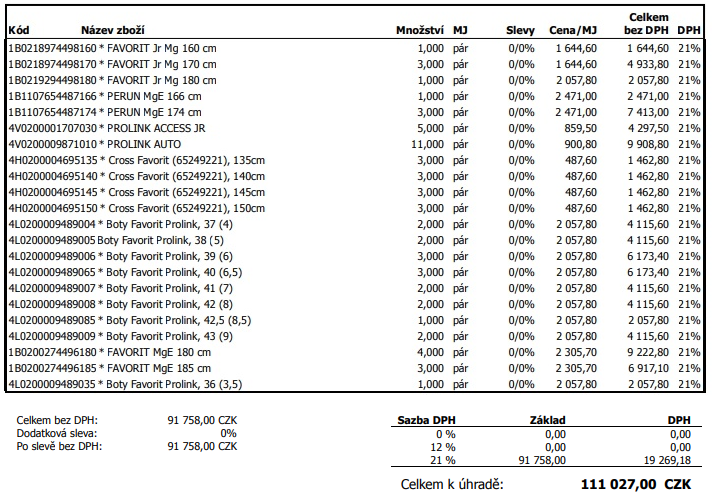 Kód Název zboží Množství MJ Slevy Cena/MJ Celkem bez DPH DPH
1B0218974498160 * FAVORIT Jr Mg 160 cm 1,000 pár 0/0% 1 644,60 1 644,60 21%
1B0218974498170 * FAVORIT Jr Mg 170 cm 3,000 pár 0/0% 1 644,60 4 933,80 21%
1B0219294498180 * FAVORIT Jr Mg 180 cm 1,000 pár 0/0% 2 057,80 2 057,80 21%
1B1107654487166 * PERUN MgE 166 cm 1,000 pár 0/0% 2 471,00 2 471,00 21%
1B1107654487174 * PERUN MgE 174 cm 3,000 pár 0/0% 2 471,00 7 413,00 21%
4V0200001707030 * PROLINK ACCESS JR 5,000 pár 0/0% 859,50 4 297,50 21%
4V0200009871010 * PROLINK AUTO 11,000 pár 0/0% 900,80 9 908,80 21%
4H0200004695135 * Cross Favorit (65249221), 135cm 3,000 pár 0/0% 487,60 1 462,80 21%
4H0200004695140 * Cross Favorit (65249221), 140cm 3,000 pár 0/0% 487,60 1 462,80 21%
4H0200004695145 * Cross Favorit (65249221), 145cm 3,000 pár 0/0% 487,60 1 462,80 21%
4H0200004695150 * Cross Favorit (65249221), 150cm 3,000 pár 0/0% 487,60 1 462,80 21%
4L0200009489004 * Boty Favorit Prolink, 37 (4) 2,000 pár 0/0% 2 057,80 4 115,60 21%
4L0200009489005 Boty Favorit Prolink, 38 (5) 2,000 pár 0/0% 2 057,80 4 115,60 21%
4L0200009489006 * Boty Favorit Prolink, 39 (6) 3,000 pár 0/0% 2 057,80 6 173,40 21%
4L0200009489065 * Boty Favorit Prolink, 40 (6,5) 3,000 pár 0/0% 2 057,80 6 173,40 21%
4L0200009489007 * Boty Favorit Prolink, 41 (7) 2,000 pár 0/0% 2 057,80 4 115,60 21%
4L0200009489008 * Boty Favorit Prolink, 42 (8) 2,000 pár 0/0% 2 057,80 4 115,60 21%
4L0200009489085 * Boty Favorit Prolink, 42,5 (8,5) 1,000 pár 0/0% 2 057,80 2 057,80 21%
4L0200009489009 * Boty Favorit Prolink, 43 (9) 2,000 pár 0/0% 2 057,80 4 115,60 21%
1B0200274496180 * FAVORIT MgE 180 cm 4,000 pár 0/0% 2 305,70 9 222,80 21%
1B0200274496185 * FAVORIT MgE 185 cm 3,000 pár 0/0% 2 305,70 6 917,10 21%
4L0200009489035 * Boty Favorit Prolink, 36 (3,5) 1,000 pár 0/0% 2 057,80 2 057,80 21%
Celkem bez DPH: 91 758,00 CZK
Dodatková sleva: 0%
Po slevě bez DPH: 91 758,00 CZK
Sazba DPH Základ DPH
0 % 0,00 0,00
12 % 0,00 0,00
21 % 91 758,00 19 269,18
Celkem k úhradě: 111 027,00 CZK